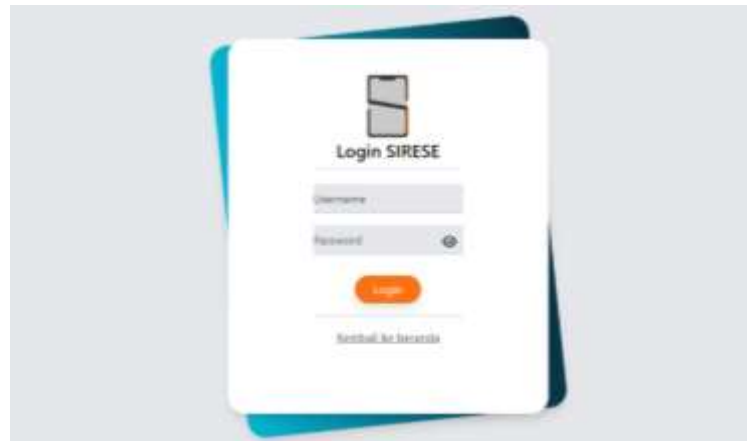 Login SIRESE
Username
Password
Login
Kembali ke beranda